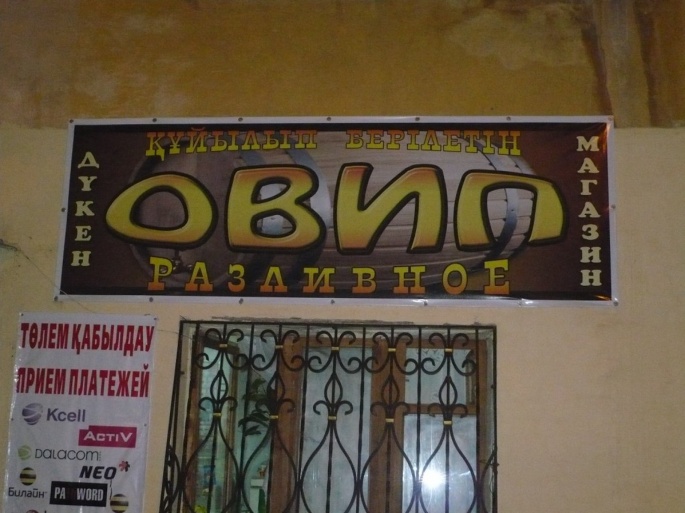 ҚҰЙЫЛЫП БЕРІЛЕТІН
ДҮКЕН
ОВИП
МАГАЗИН
РАЗЛИВНОЕ
ТӨЛЕМ ҚАБЫЛДАУ
ПРИЕМ ПЛАТЕЖЕЙ
Kcell
ACTIV
DALACOM
NEO
Билайн
PASSWORD